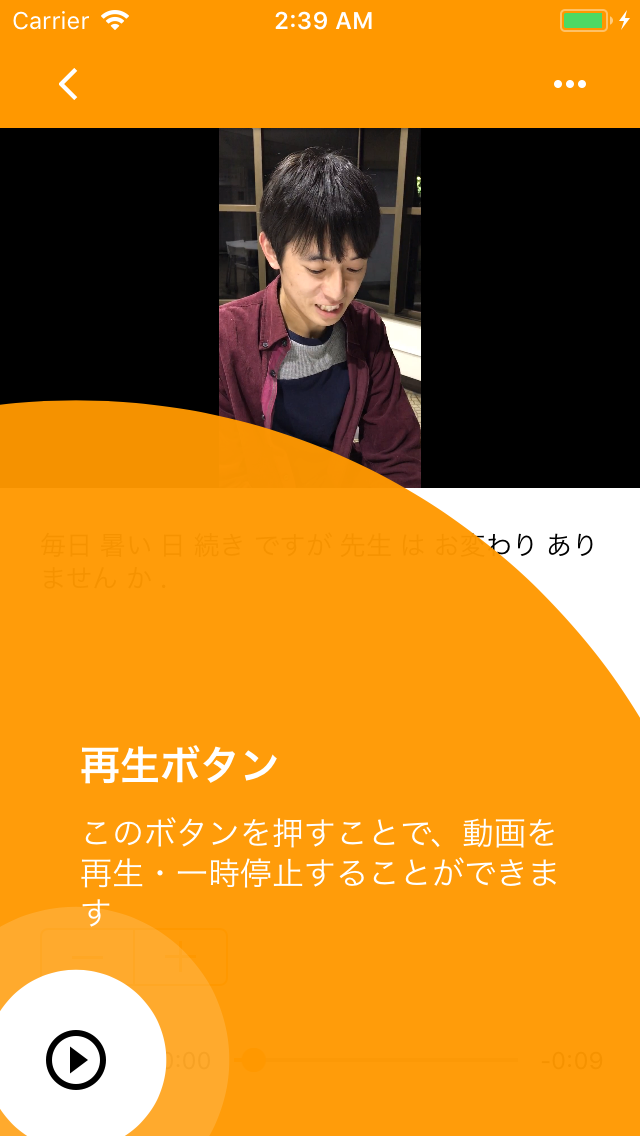 Carrier 2:39 AM
毎日 暑い 日 続き ですが 先生 は お変わり あり
ません か .
再生ボタン
このボタンを押すことで、動画を
再生・一時停止することができま
す
0:00 -0:09